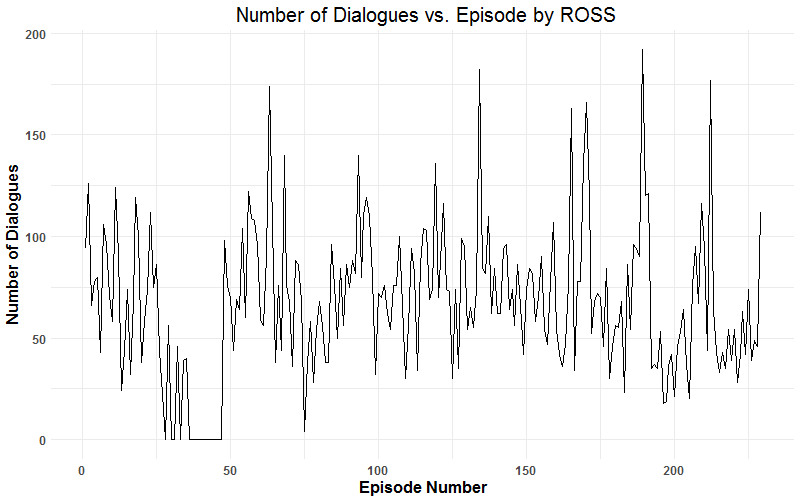 Number of Dialogues vs. Episode by ROSS
200
150
100
50
0
Number of Dialogues
0 50 100 150 200
Episode Number